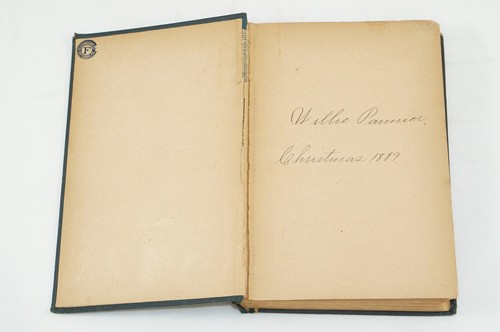 Willie Pannier.
Christmas 1889.
F